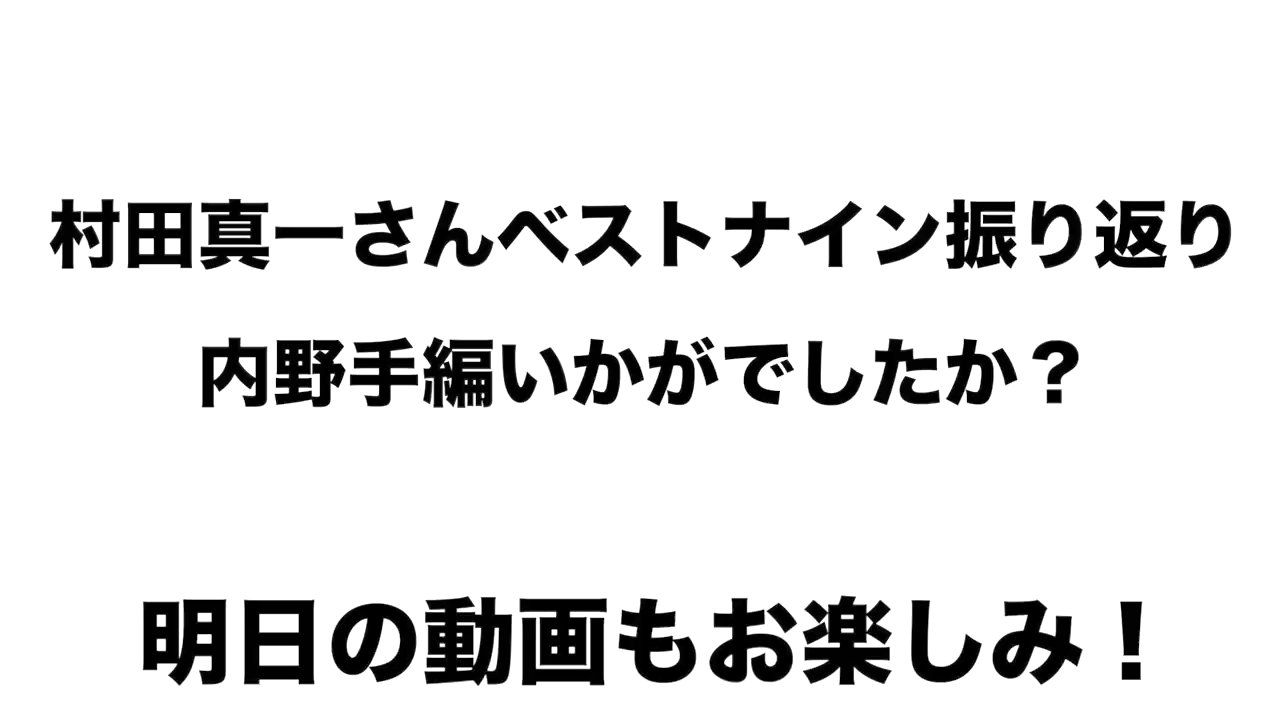 村田真一さんベストナイン振り返り
内野手編いかがでしたか？
明日の動画もお楽しみ！